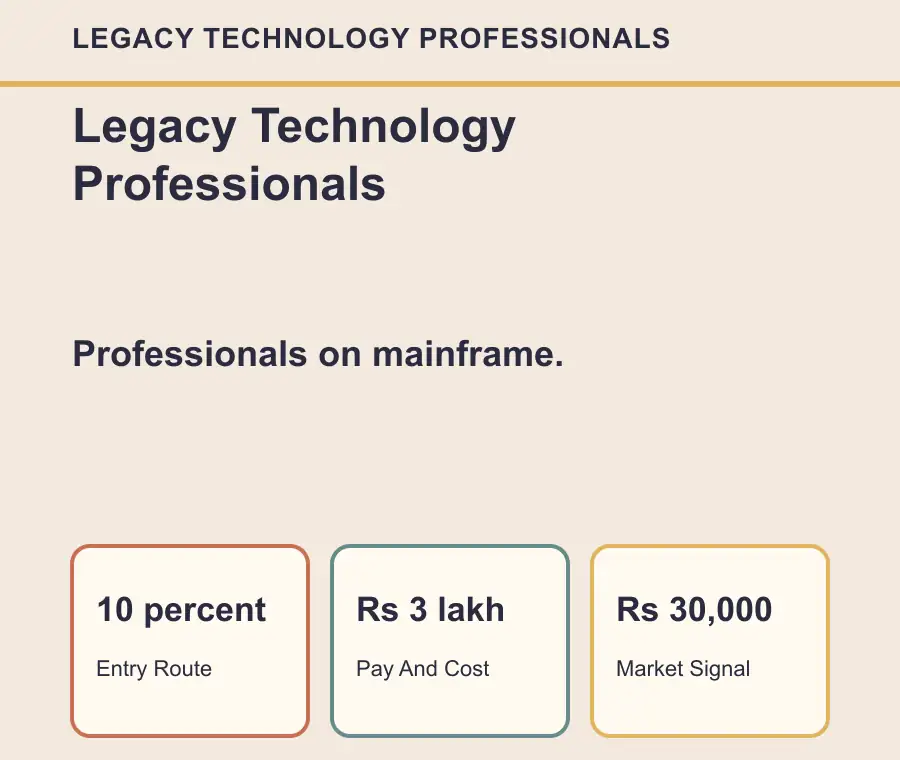 LEGACY TECHNOLOGY PROFESSIONALS
Legacy Technology
Professionals
Professionals on mainframe.
10 percent
Entry Route
Rs 3 lakh
Pay And Cost
Rs 30,000
Market Signal